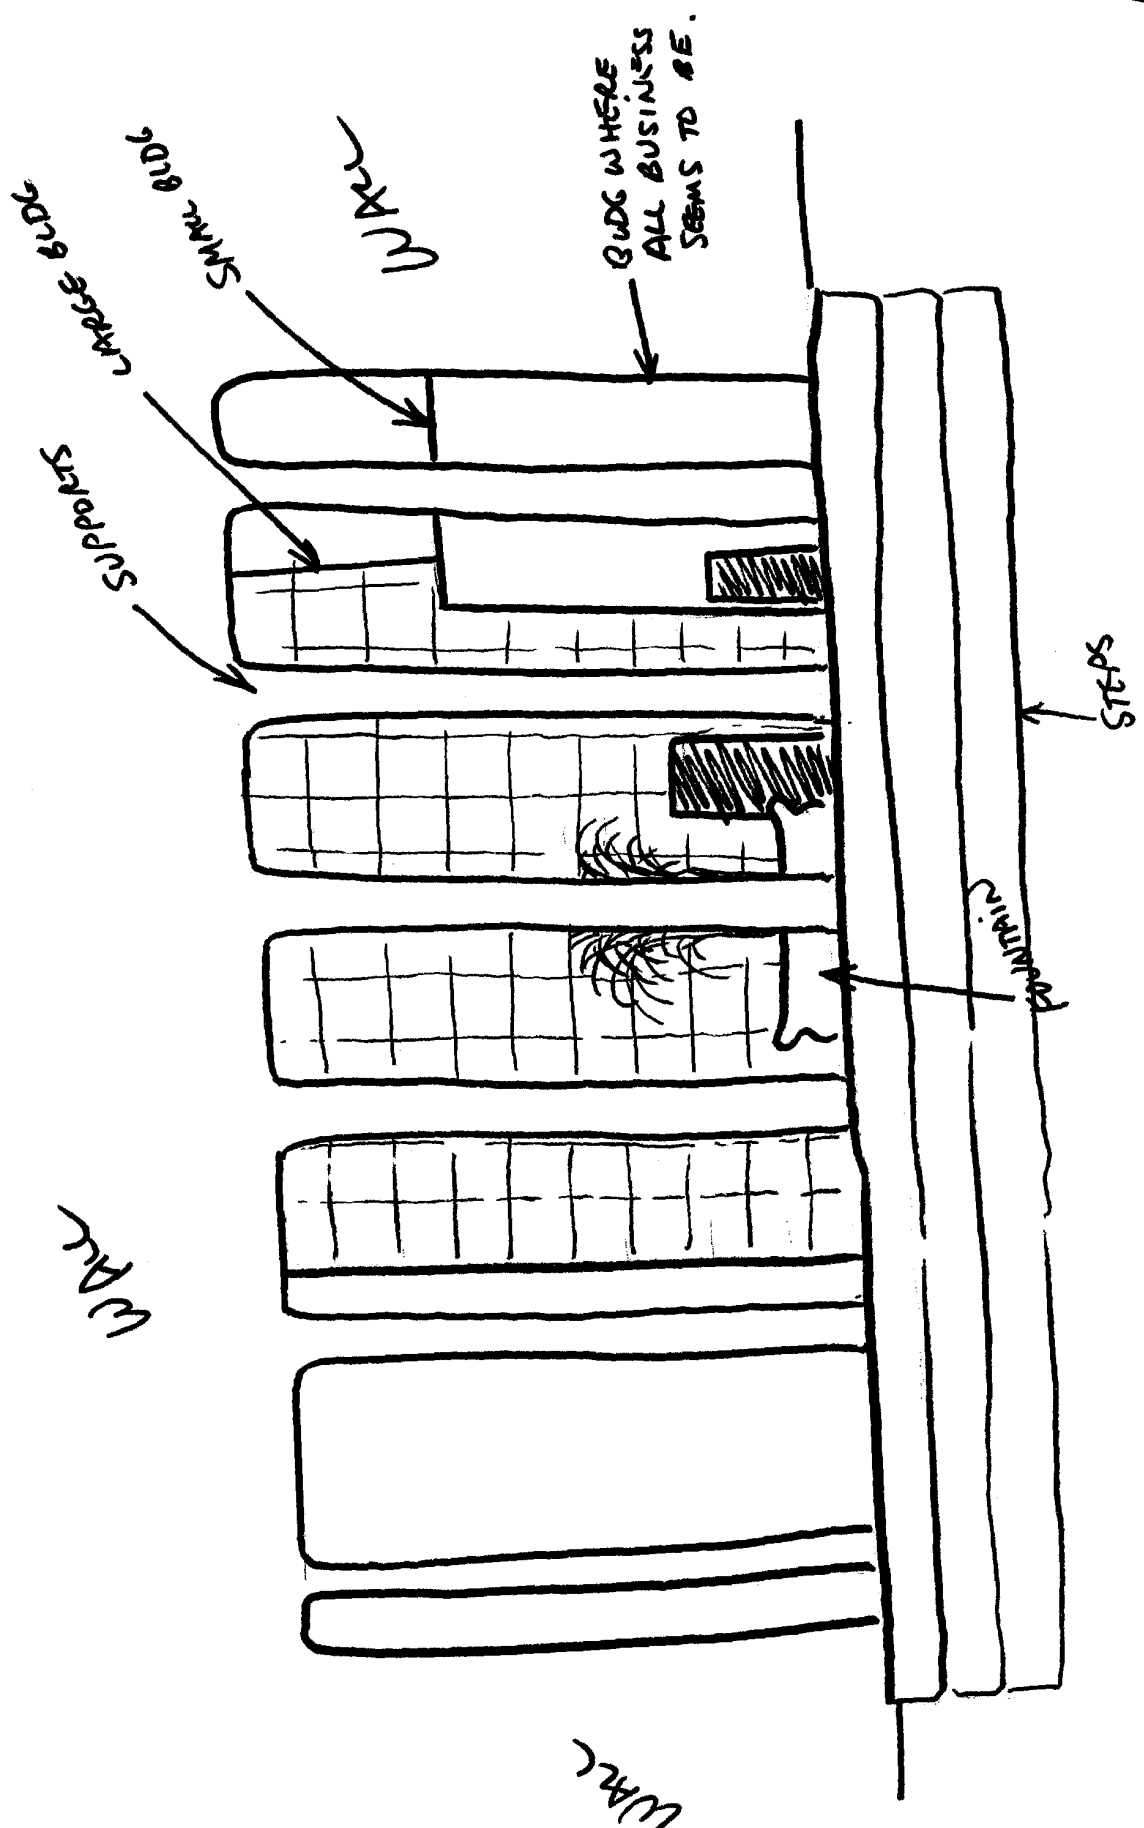 WALL
SUPPORTS
LARGE BLDG
SMALL BLDG
WALL
BLDG WHERE
ALL BUSINESS
SEEMS TO BE.
WALL
FOUNTAIN
STEPS